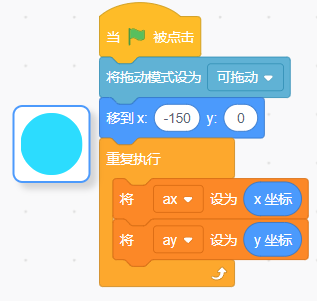 当 被点击
将拖动模式设为 可拖动
移到 x: -150 y: 0
重复执行
将 ax 设为 x 坐标
将 ay 设为 y 坐标